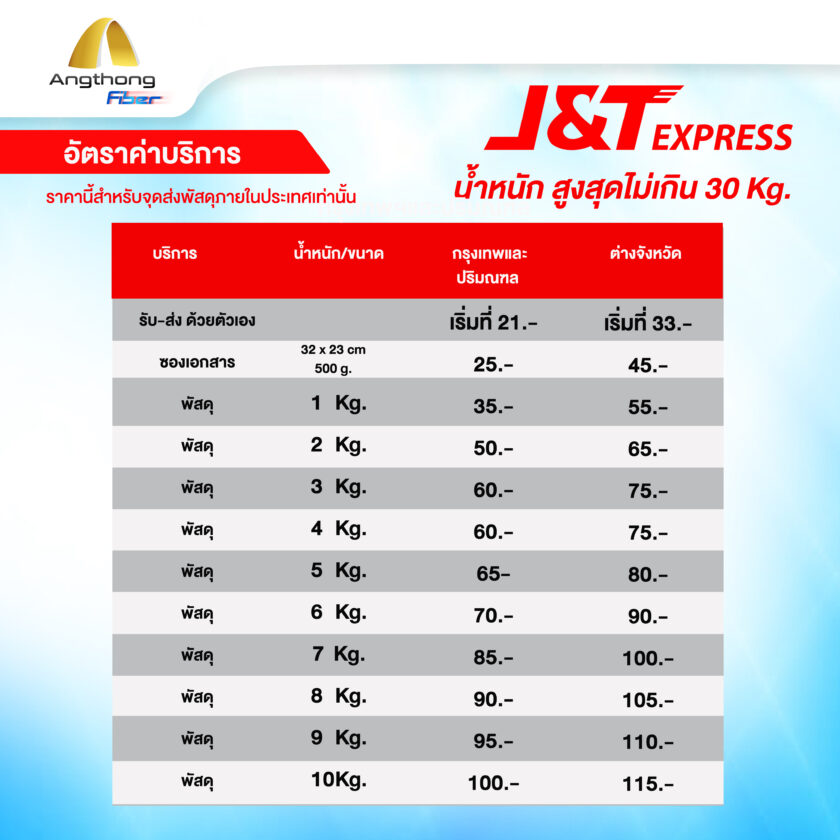 Angthong
Fiber
J&T EXPRESS
อัตราค่าบริการ
ราคานี้สำหรับจุดส่งพัสดุภายในประเทศเท่านั้น
น้ำหนัก สูงสุดไม่เกิน 30 Kg.
บริการ น้ำหนัก/ขนาด กรุงเทพและ ต่างจังหวัด
ปริมณฑล
รับ-ส่ง ด้วยตัวเอง เริ่มที่ 21.- เริ่มที่ 33.-
ซองเอกสาร 32 x 23 cm 25.- 45.-
500 g.
พัสดุ 1 Kg. 35.- 55.-
พัสดุ 2 Kg. 50.- 65.-
พัสดุ 3 Kg. 60.- 75.-
พัสดุ 4 Kg. 60.- 75.-
พัสดุ 5 Kg. 65- 80.-
พัสดุ 6 Kg. 70.- 90.-
พัสดุ 7 Kg. 85.- 100.-
พัสดุ 8 Kg. 90.- 105.-
พัสดุ 9 Kg. 95.- 110.-
พัสดุ 10Kg. 100.- 115.-